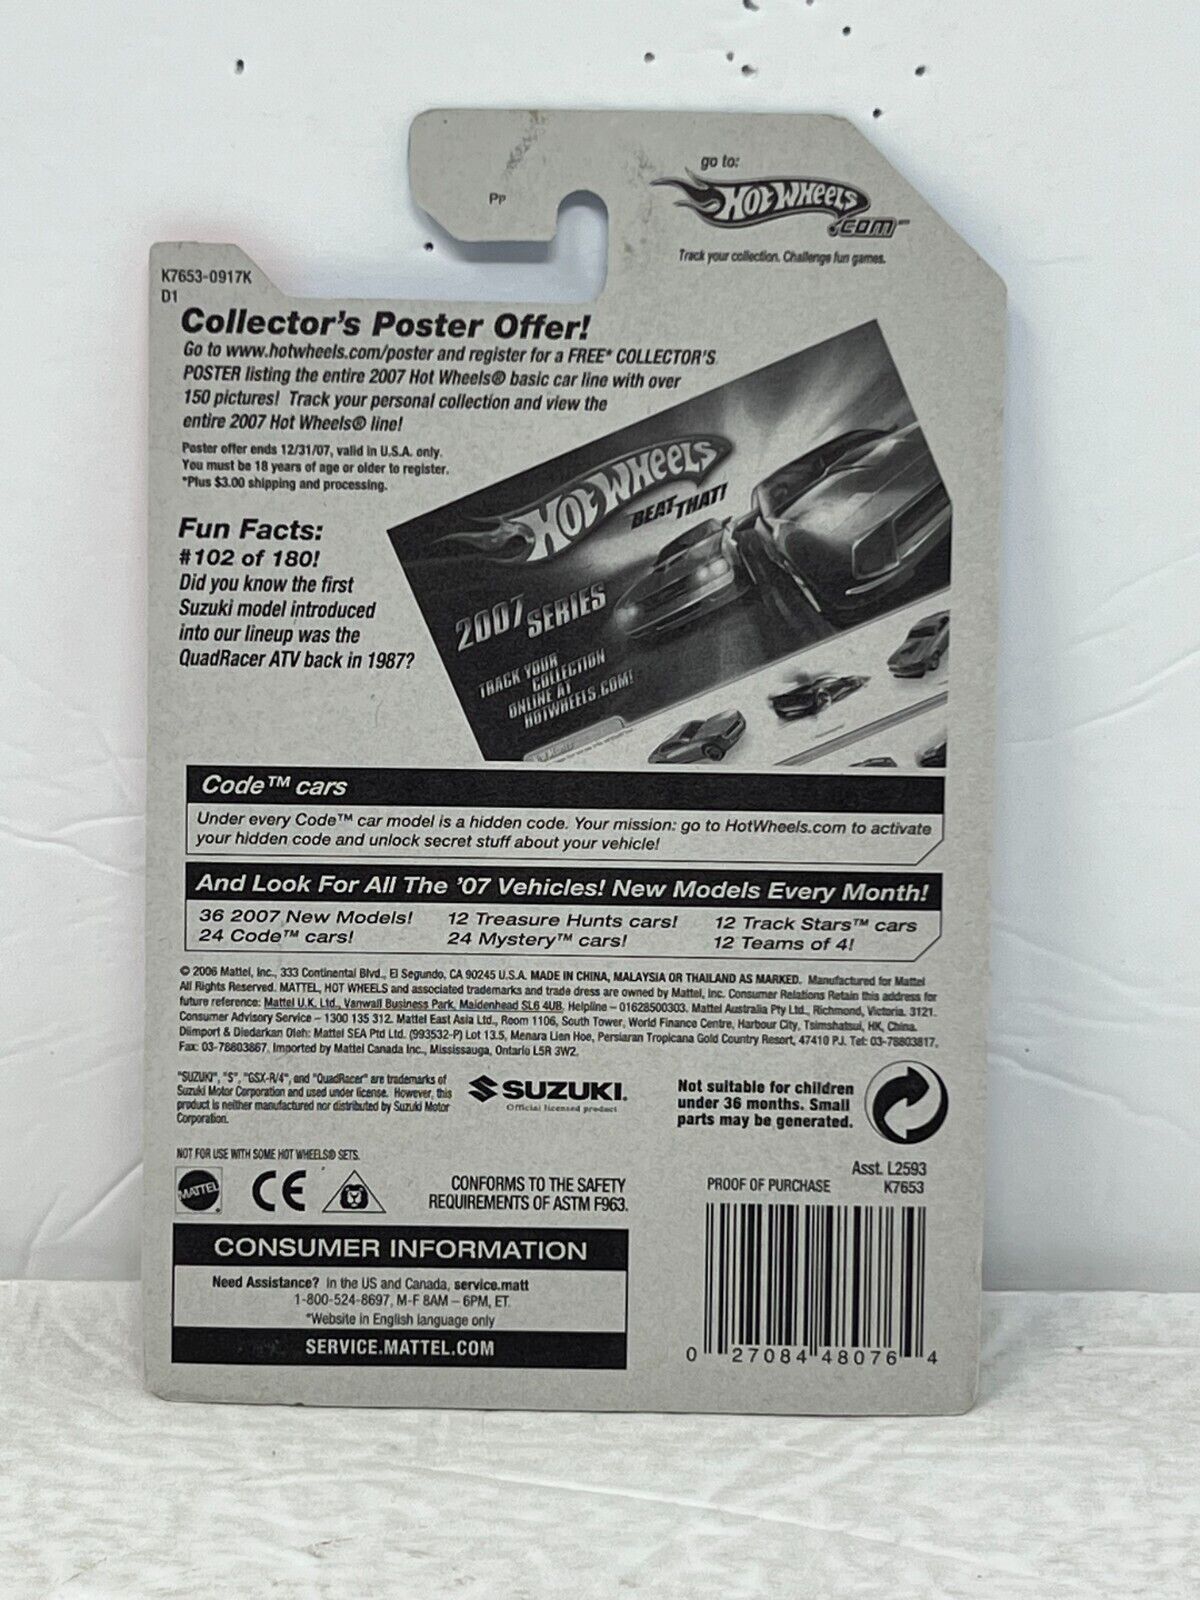 go to:
HOT WHEELS
.COM™
Track your collection. Challenge fun games.
PP
K7653-0917K
D1
Collector's Poster Offer!
Go to www.hotwheels.com/poster and register for a FREE* COLLECTOR'S
POSTER listing the entire 2007 Hot Wheels® basic car line with over
150 pictures! Track your personal collection and view the
entire 2007 Hot Wheels® line!
Poster offer ends 12/31/07, valid in U.S.A. only.
You must be 18 years of age or older to register.
*Plus $3.00 shipping and processing.
HOT WHEELS
BEAT THAT!
2007 SERIES
TRACK YOUR
COLLECTION
ONLINE AT
HOTWHEELS.COM!
Fun Facts:
#102 of 180!
Did you know the first
Suzuki model introduced
into our lineup was the
QuadRacer ATV back in 1987?
Code™ cars
Under every Code™ car model is a hidden code. Your mission: go to HotWheels.com to activate
your hidden code and unlock secret stuff about your vehicle!
And Look For All The '07 Vehicles! New Models Every Month!
36 2007 New Models! 12 Treasure Hunts cars! 12 Track Stars™ cars
24 Code™ cars! 24 Mystery™ cars! 12 Teams of 4!
© 2006 Mattel, Inc., 333 Continental Blvd., El Segundo, CA 90245 U.S.A. MADE IN CHINA, MALAYSIA OR THAILAND AS MARKED. Manufactured for Mattel
All Rights Reserved. MATTEL, HOT WHEELS and associated trademarks and trade dress are owned by Mattel, Inc. Consumer Relations Retain this address for
future reference: Mattel U.K. Ltd., Vanwall Business Park, Maidenhead SL6 4UB. Helpline – 01628500303. Mattel Australia Pty Ltd., Richmond, Victoria. 3121.
Consumer Advisory Service – 1300 135 312. Mattel East Asia Ltd., Room 1106, South Tower, World Finance Centre, Harbour City, Tsimshatsui, HK, China.
Diimport & Diedarkan Oleh: Mattel SEA Ptd Ltd. (993532-P) Lot 13.5, Menara Lien Hoe, Persiaran Tropicana Gold Country Resort, 47410 PJ. Tel: 03-78803817,
Fax: 03-78803867. Imported by Mattel Canada Inc., Mississauga, Ontario L5R 3W2.
"SUZUKI", "S", "GSX-R/4", and "QuadRacer" are trademarks of
Suzuki Motor Corporation and used under license. However, this
product is neither manufactured nor distributed by Suzuki Motor
Corporation.
SUZUKI.
Official licensed product
Not suitable for children
under 36 months. Small
parts may be generated.
NOT FOR USE WITH SOME HOT WHEELS® SETS.
MATTEL
CE
CONFORMS TO THE SAFETY
REQUIREMENTS OF ASTM F963.
Asst. L2593
PROOF OF PURCHASE K7653
CONSUMER INFORMATION
Need Assistance? In the US and Canada, service.matt
1-800-524-8697, M-F 8AM – 6PM, ET.
*Website in English language only
SERVICE.MATTEL.COM
0 27084 48076 4